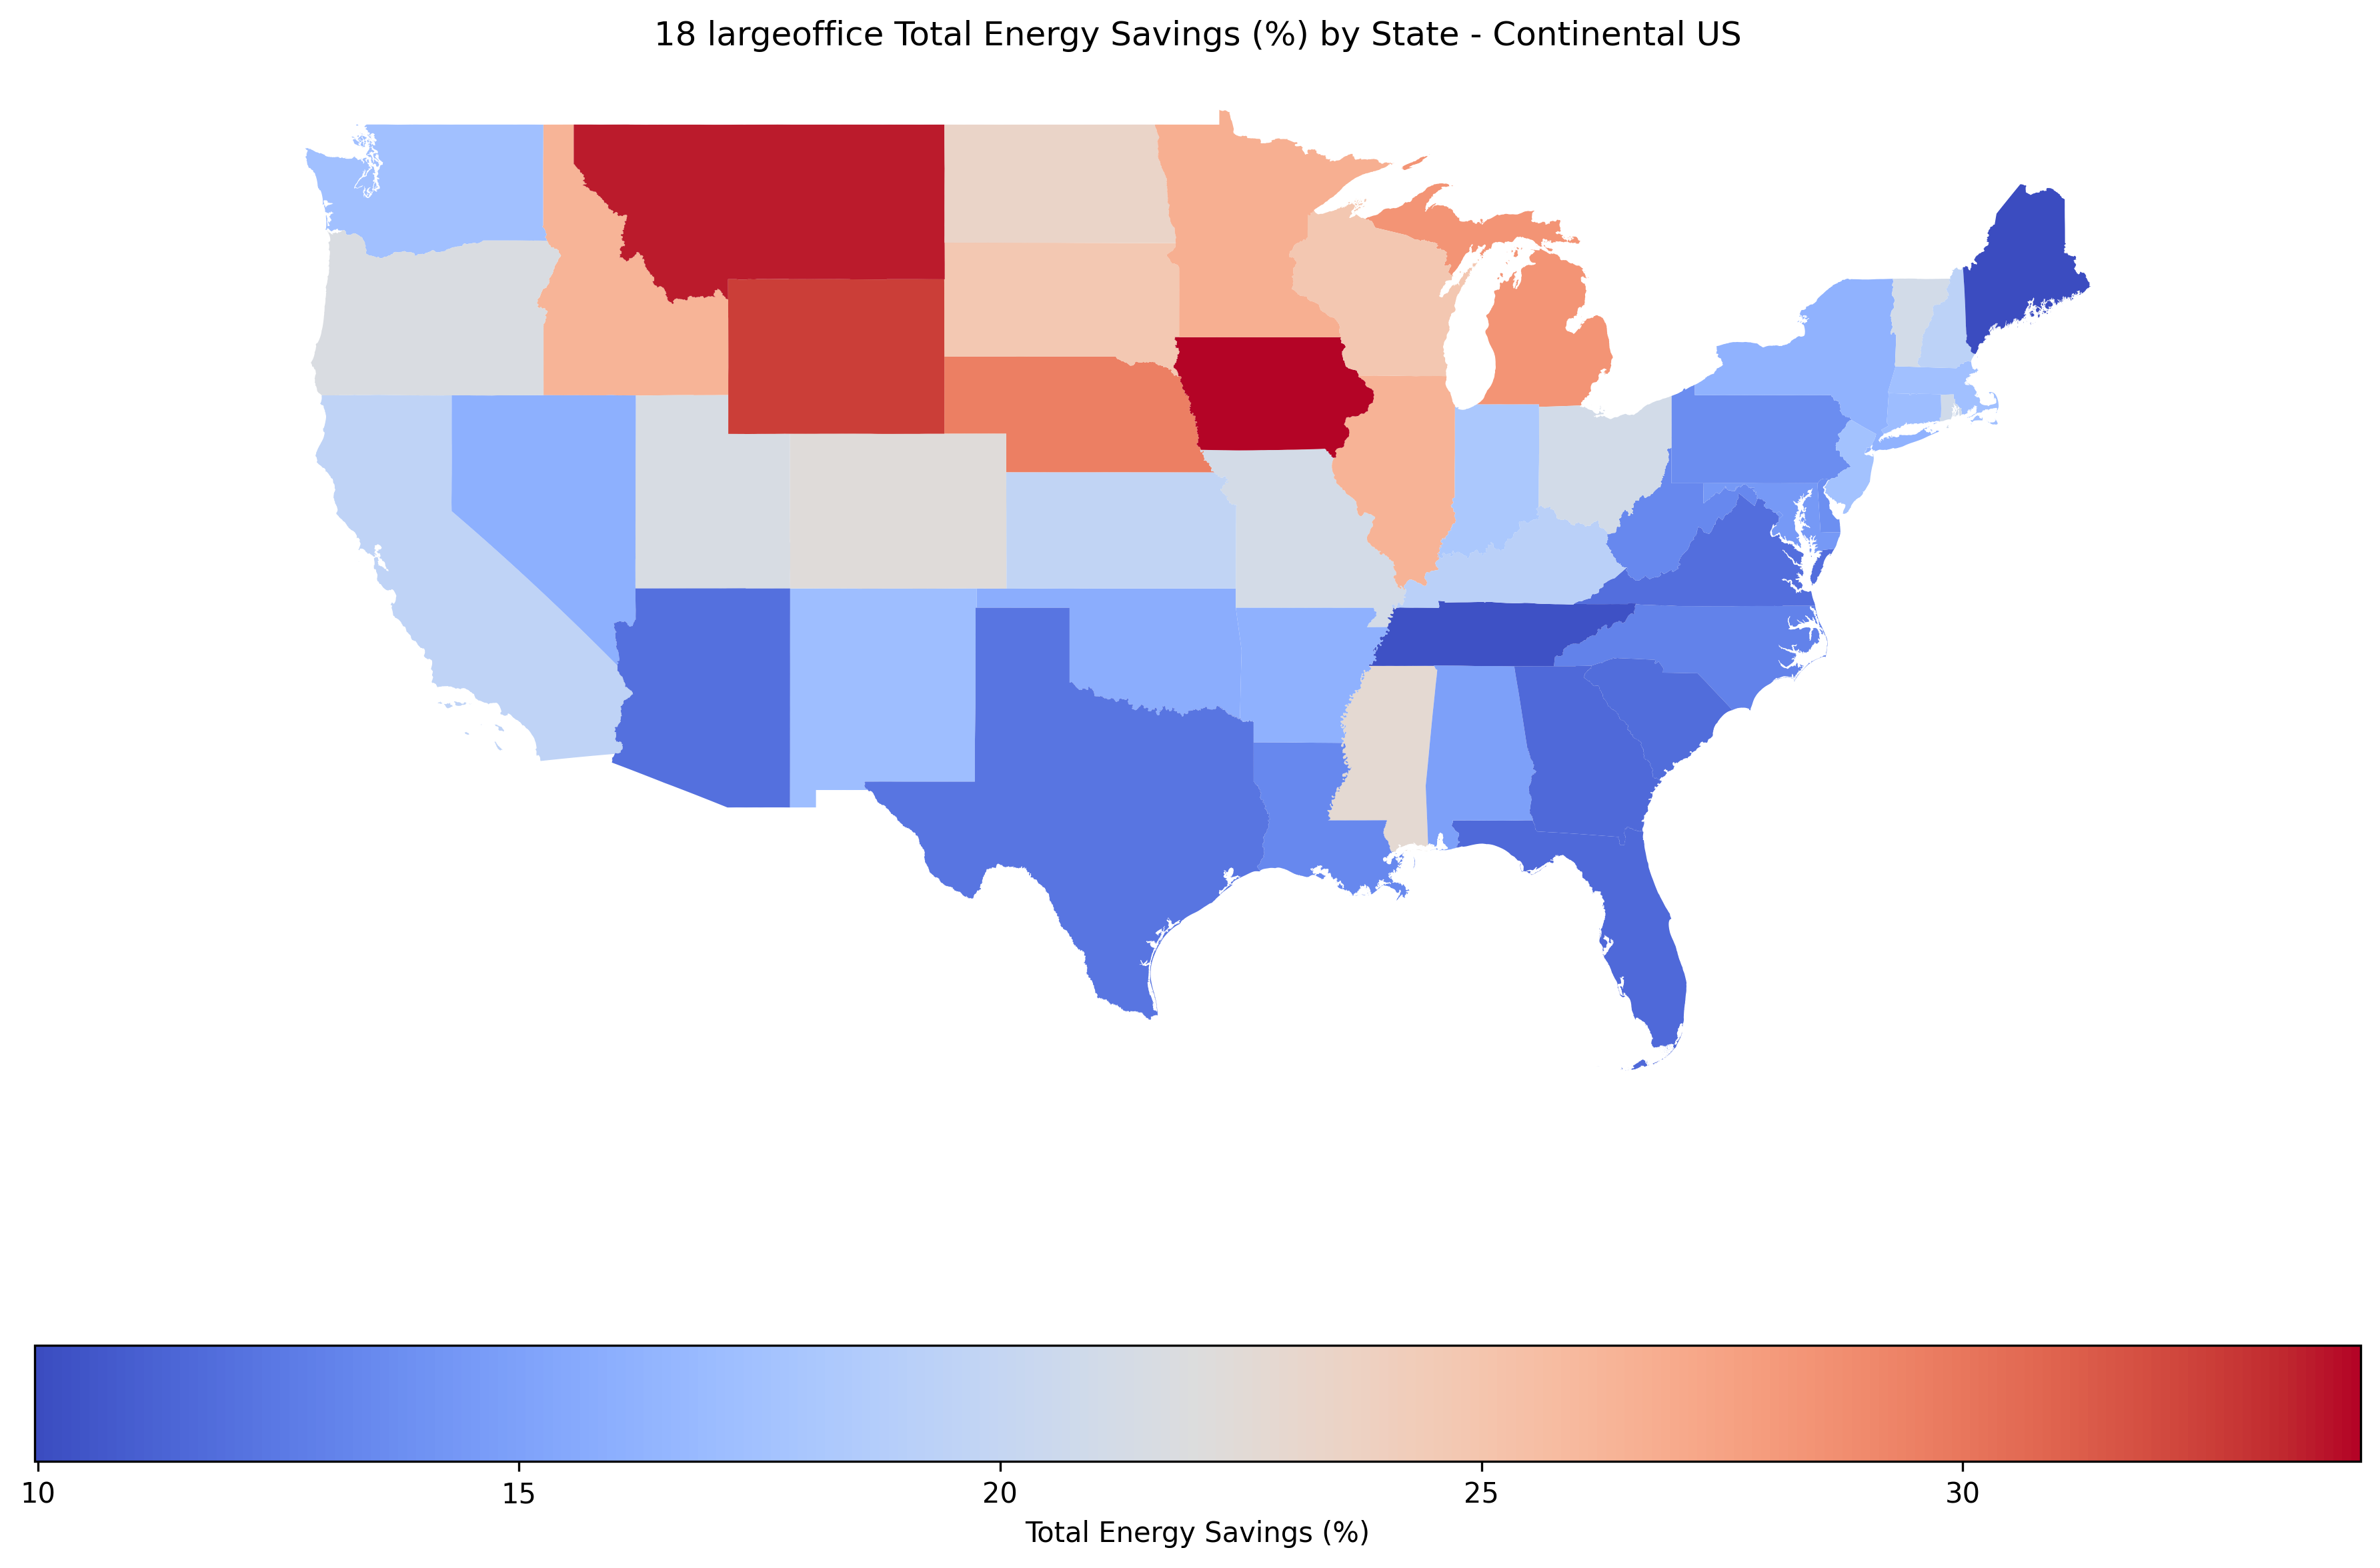 18 largeoffice Total Energy Savings (%) by State - Continental US
10 15 20 25 30
Total Energy Savings (%)